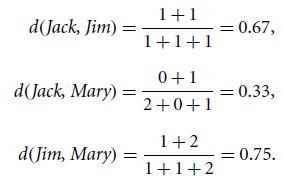 d(Jack, Jim) = 1+1 / 1+1+1 = 0.67,
d(Jack, Mary) = 0+1 / 2+0+1 = 0.33,
d(Jim, Mary) = 1+2 / 1+1+2 = 0.75.